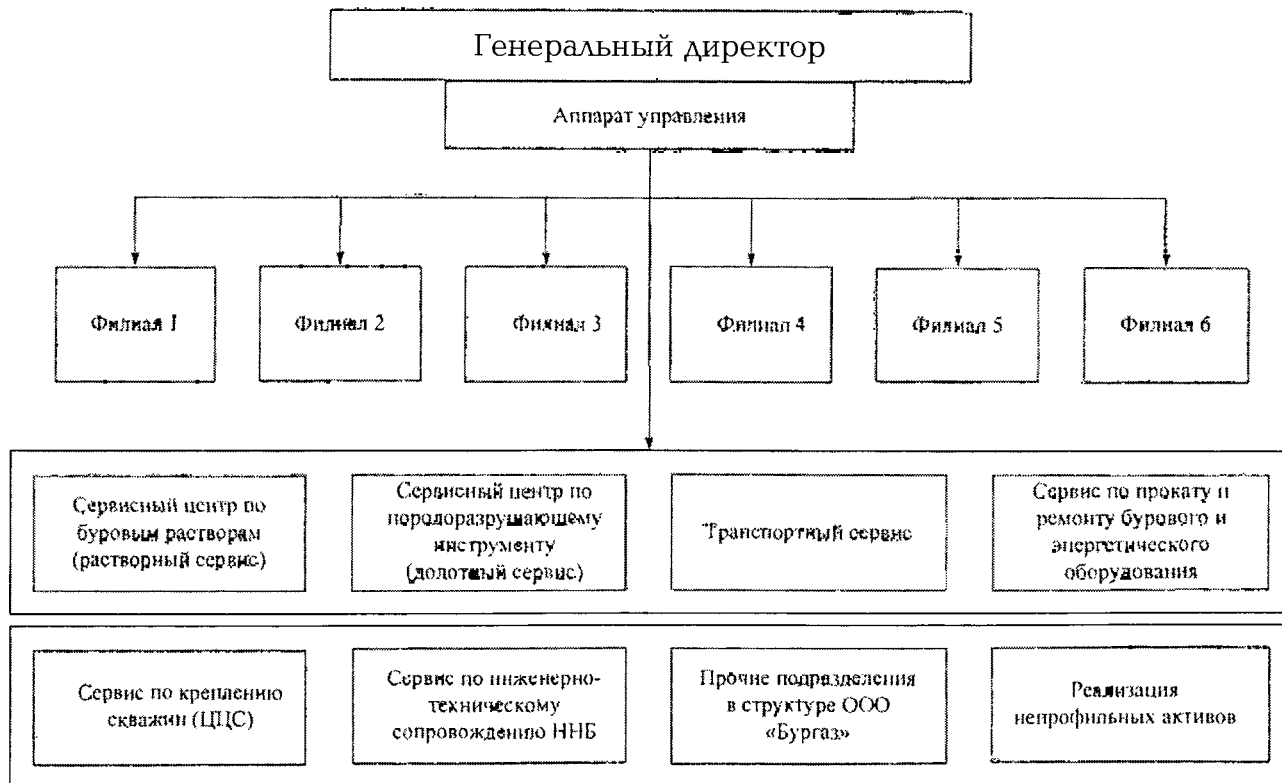 Генеральный директор
Аппарат управления
Филиал 1
Филиал 2
Филиал 3
Филиал 4
Филиал 5
Филиал 6
Сервисный центр по
буровым растворам
(растворный сервис)
Сервисный центр по
породоразрушающему
инструменту
(долотный сервис)
Транспортный сервис
Сервис по прокату и
ремонту бурового и
энергетического
оборудования
Сервис по креплению
скважин (ЦЦС)
Сервис по инженерно-
техническому
сопровождению ННБ
Прочие подразделения
в структуре ООО
«Бургаз»
Реализация
непрофильных активов